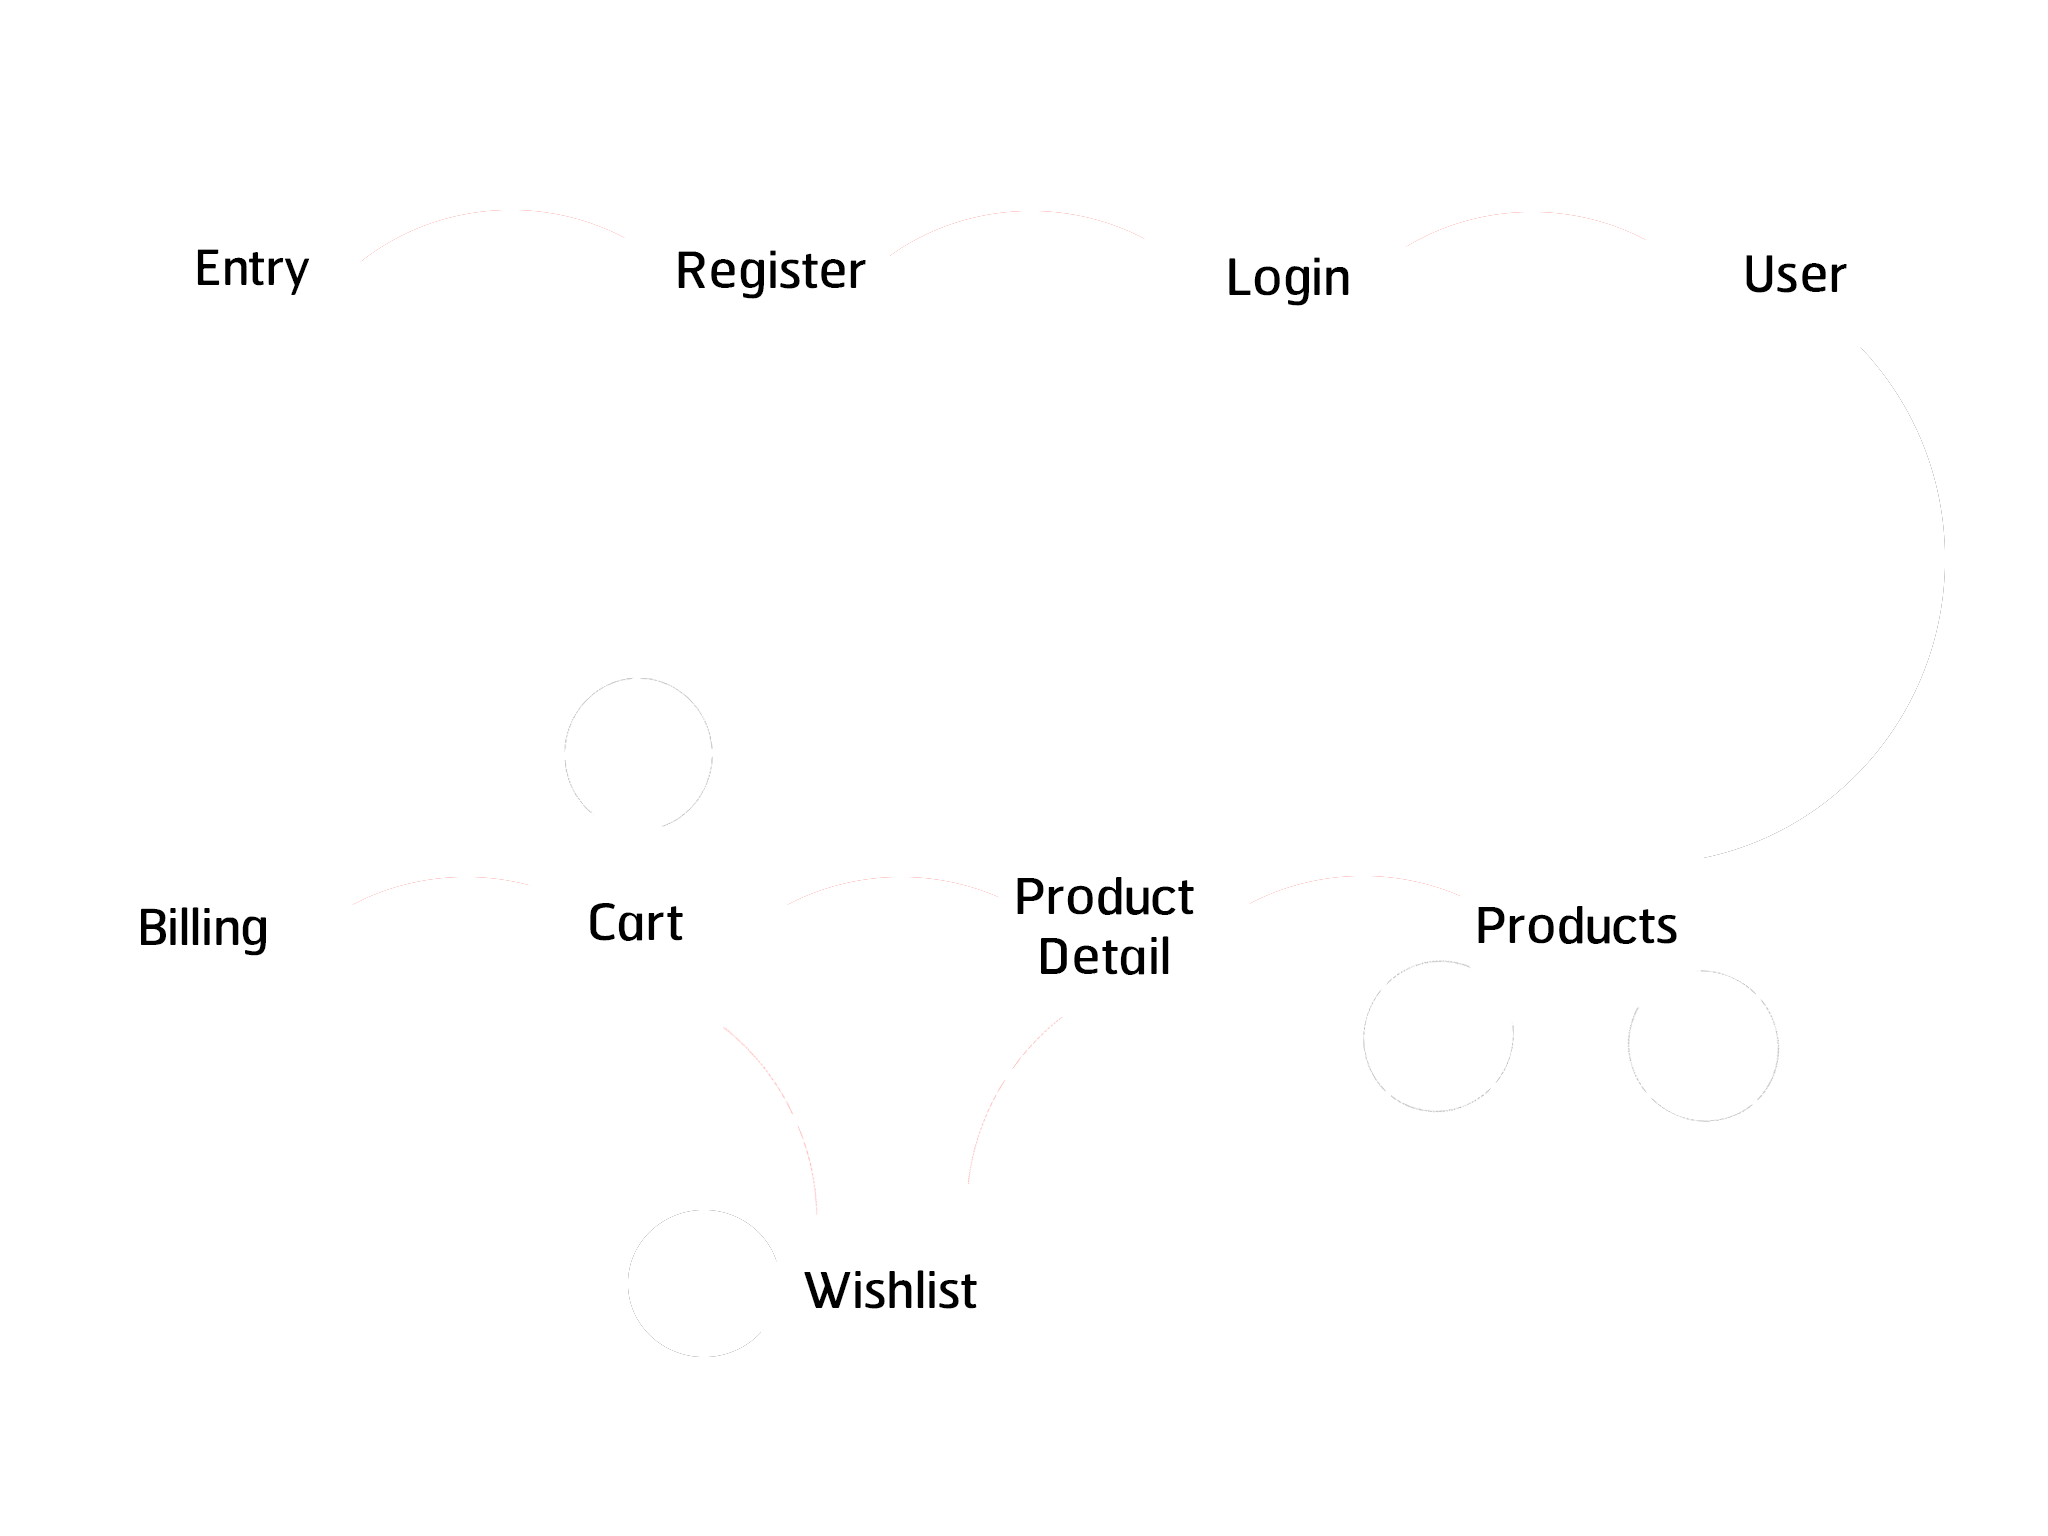 Entry
Register
Login
User
Billing
Cart
Product
Detail
Products
Wishlist